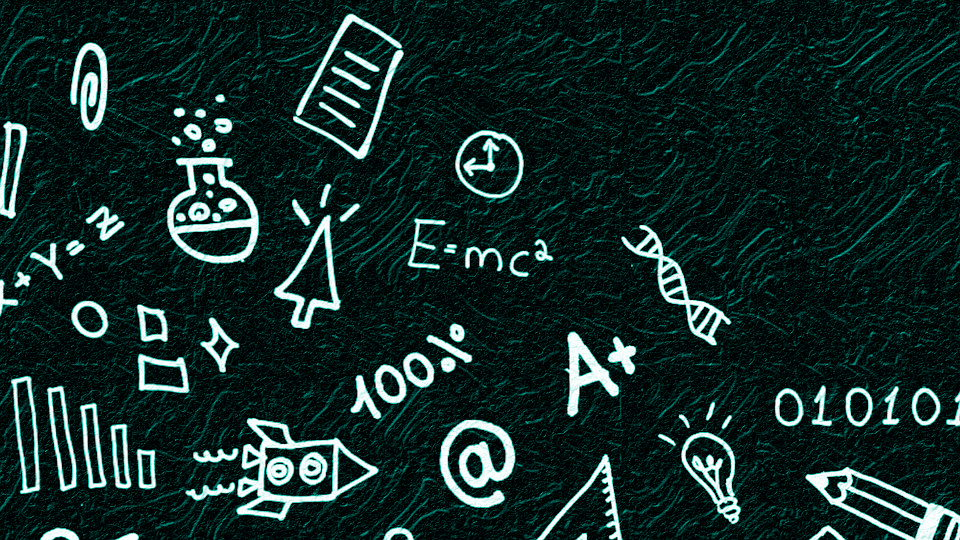 + Y = Z
E=mc²
100%
A+
@
010101